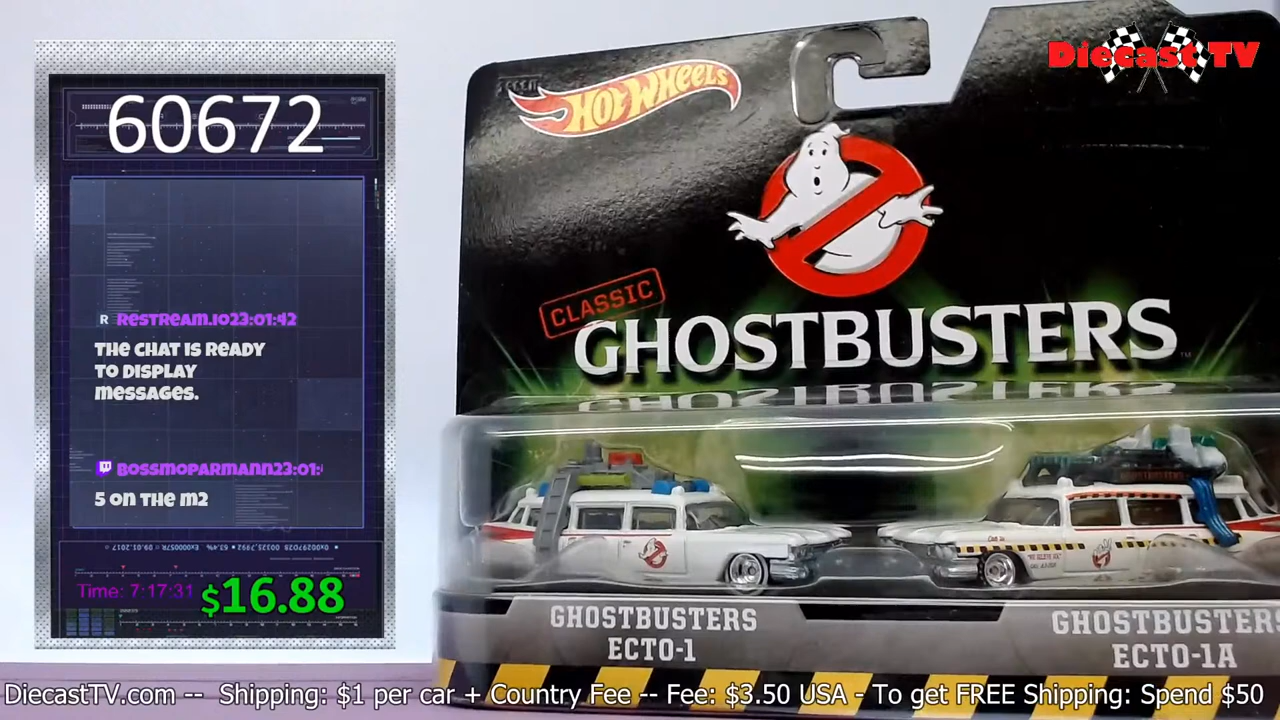 60672
R Restream.io23:01:42
THE CHAT IS READY
TO DISPLAY
MESSAGES.
BOSSMOPARMANN23:01:
5 ON THE M2
Time: 7:17:31
$16.88
Diecast TV
HOT WHEELS
CLASSIC
GHOSTBUSTERS
GHOSTBUSTERS
ECTO-1
GHOSTBUSTERS
ECTO-1A
DiecastTV.com -- Shipping: $1 per car + Country Fee -- Fee: $3.50 USA - To get FREE Shipping: Spend $50